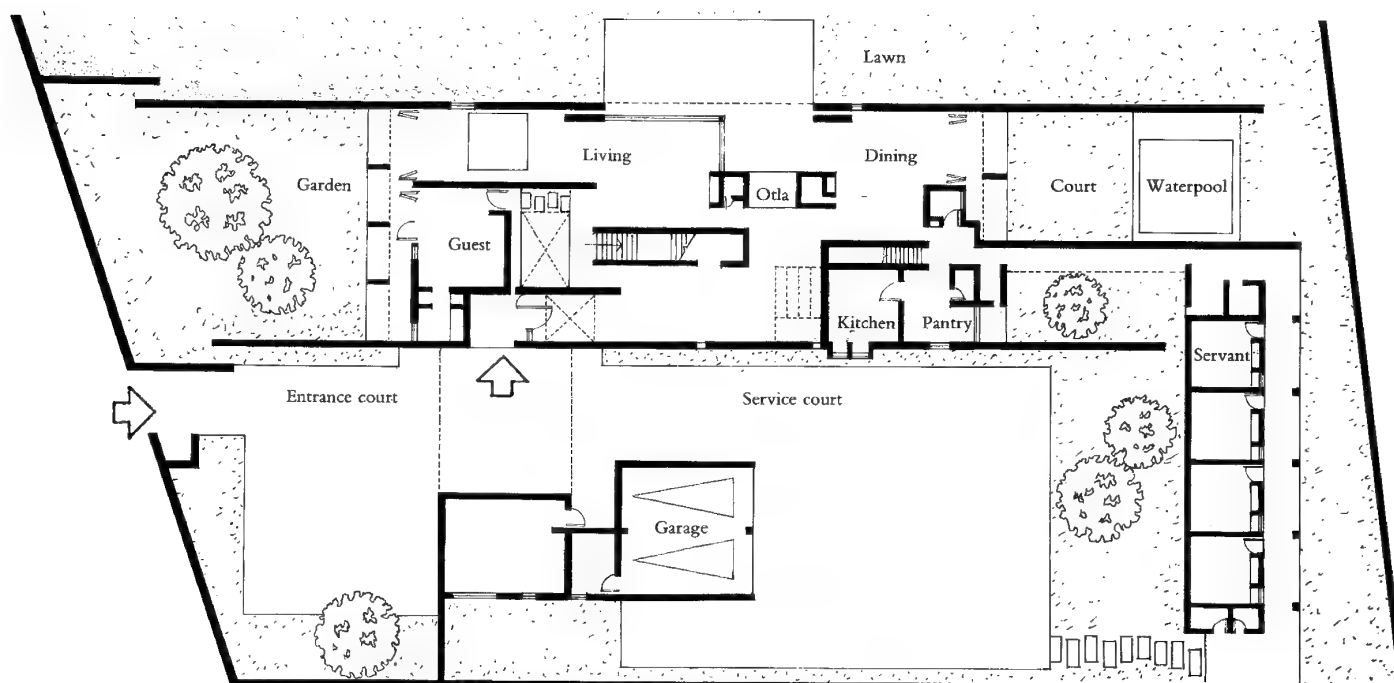 Lawn
Living
Dining
Garden
Otla
Court
Waterpool
Guest
Kitchen
Pantry
Servant
Entrance court
Service court
Garage